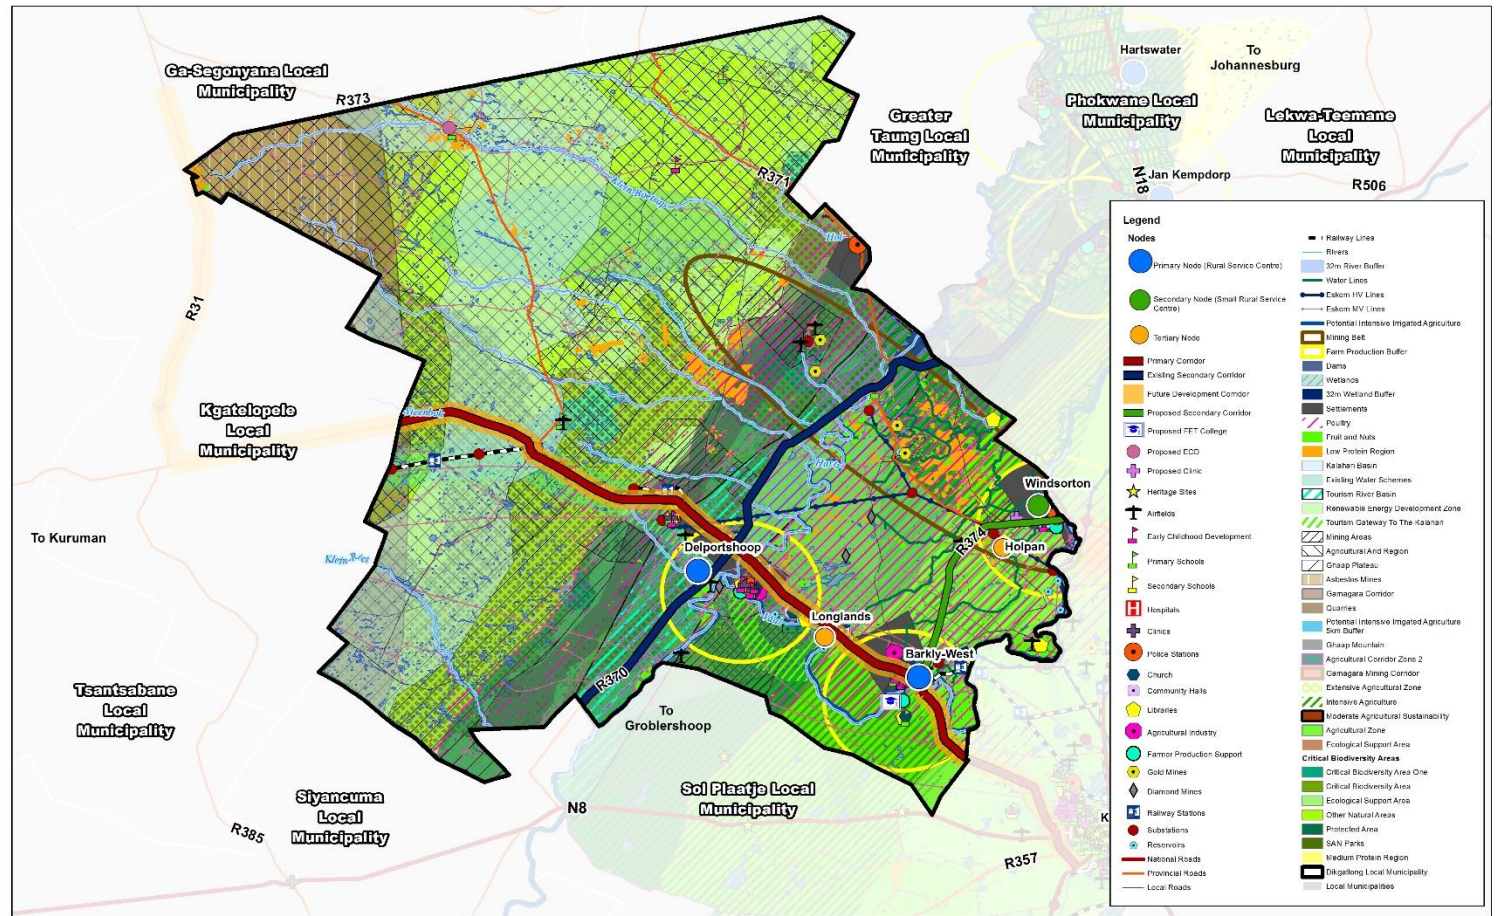 Hartswater
To
Johannesburg
Ga-Segonyana Local
Municipality
R373
Phokwane Local
Municipality
Greater
Taung Local
Municipality
Lekwa-Teemane
Local
Municipality
N18
Jan Kempdorp
R506
R371
R31
Kgatelopele
Local
Municipality
To Kuruman
Windsorton
R374
Holpan
Delportshoop
Longlands
Barkly-West
R370
To
Groblershoop
Tsantsabane
Local
Municipality
Siyancuma
Local
Municipality
R385
N8
Sol Plaatje Local
Municipality
R357
K
Legend
Nodes
Primary Node (Rural Service Centre)
Secondary Node (Small Rural Service
Centre)
Tertiary Node
Primary Corridor
Existing Secondary Corridor
Future Development Corridor
Proposed Secondary Corridor
Proposed FET College
Proposed ECD
Proposed Clinic
Heritage Sites
Airfields
Early Childhood Development
Primary Schools
Secondary Schools
Hospitals
Clinics
Police Stations
Church
Community Halls
Libraries
Agricultural Industry
Farmer Production Support
Gold Mines
Diamond Mines
Railway Stations
Substations
Reservoirs
National Roads
Provincial Roads
Local Roads
Railway Lines
Rivers
32m River Buffer
Water Lines
Eskom HV Lines
Eskom MV Lines
Potential Intensive Irrigated Agriculture
Mining Belt
Farm Production Buffer
Dams
Wetlands
32m Wetland Buffer
Settlements
Poultry
Fruit and Nuts
Low Protein Region
Kalahari Basin
Existing Water Schemes
Tourism River Basin
Renewable Energy Development Zone
Tourism Gateway To The Kalahari
Mining Areas
Agricultural And Region
Ghaap Plateau
Asbestos Mines
Gamagara Corridor
Quarries
Potential Intensive Irrigated Agriculture
5km Buffer
Ghaap Mountain
Agricultural Corridor Zone 2
Gamagara Mining Corridor
Extensive Agricultural Zone
Intensive Agriculture
Moderate Agricultural Sustainability
Agricultural Zone
Ecological Support Area
Critical Biodiversity Areas
Critical Biodiversity Area One
Critical Biodiversity Area
Ecological Support Area
Other Natural Areas
Protected Area
SAN Parks
Medium Protein Region
Dikgatlong Local Municipality
Local Municipalities